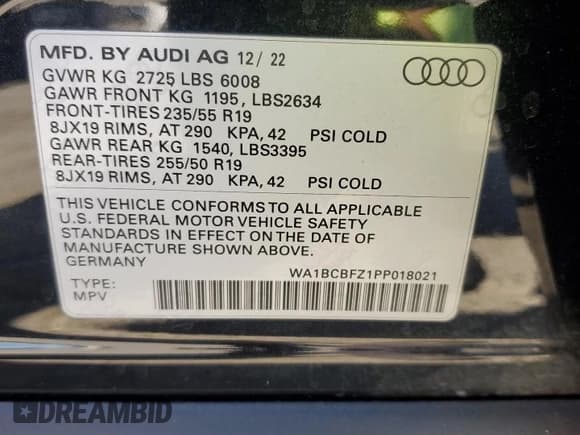 MFD. BY AUDI AG 12/ 22
GVWR KG 2725 LBS 6008
GAWR FRONT KG 1195, LBS2634
FRONT-TIRES 235/55 R19
8JX19 RIMS, AT 290 KPA, 42 PSI COLD
GAWR REAR KG 1540, LBS3395
REAR-TIRES 255/50 R19
8JX19 RIMS, AT 290 KPA, 42 PSI COLD
THIS VEHICLE CONFORMS TO ALL APPLICABLE
U.S. FEDERAL MOTOR VEHICLE SAFETY
STANDARDS IN EFFECT ON THE DATE OF
MANUFACTURE SHOWN ABOVE.
GERMANY
WA1BCBFZ1PP018021
TYPE:
MPV
DREAMBID